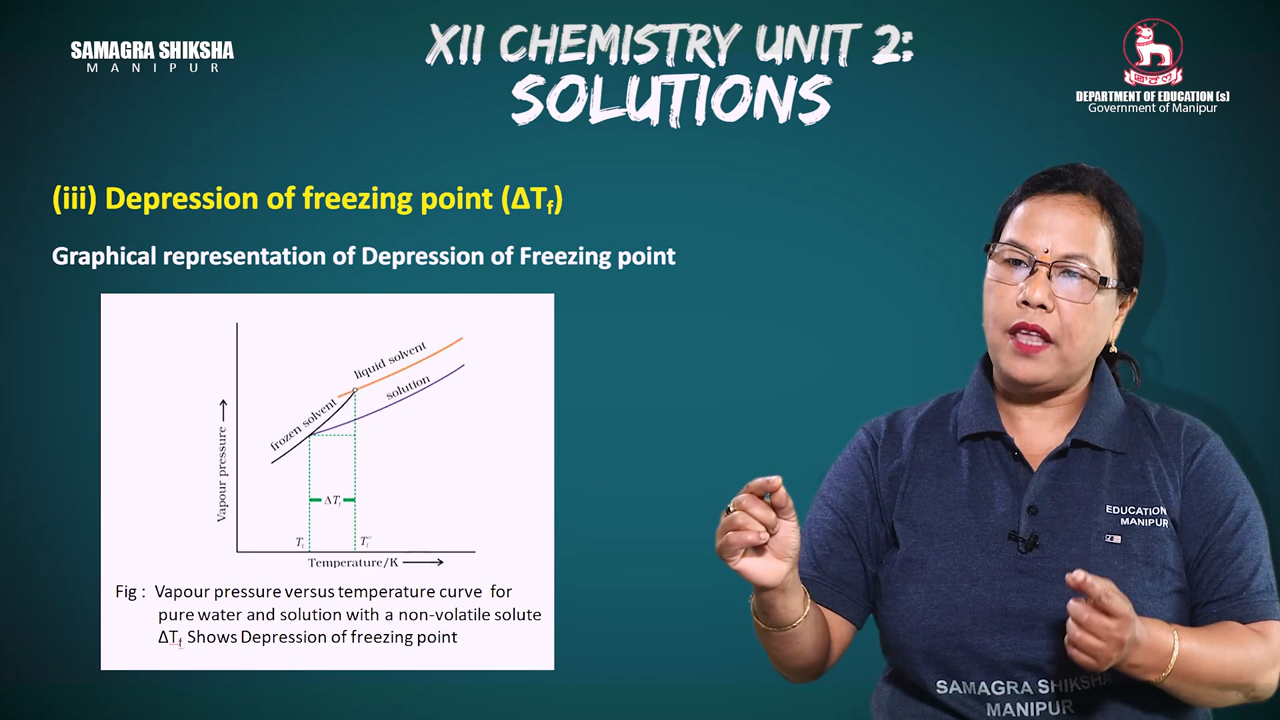 SAMAGRA SHIKSHA
MANIPUR
XII CHEMISTRY UNIT 2:
SOLUTIONS
DEPARTMENT OF EDUCATION (s)
Government of Manipur
(iii) Depression of freezing point (ΔTf)
Graphical representation of Depression of Freezing point
liquid solvent
solution
frozen solvent
Vapour pressure
ΔTf
Tf
Tf°
Temperature/K
Fig : Vapour pressure versus temperature curve for
pure water and solution with a non-volatile solute
ΔTf Shows Depression of freezing point
EDUCATION
MANIPUR
SAMAGRA SHIKSHA
MANIPUR